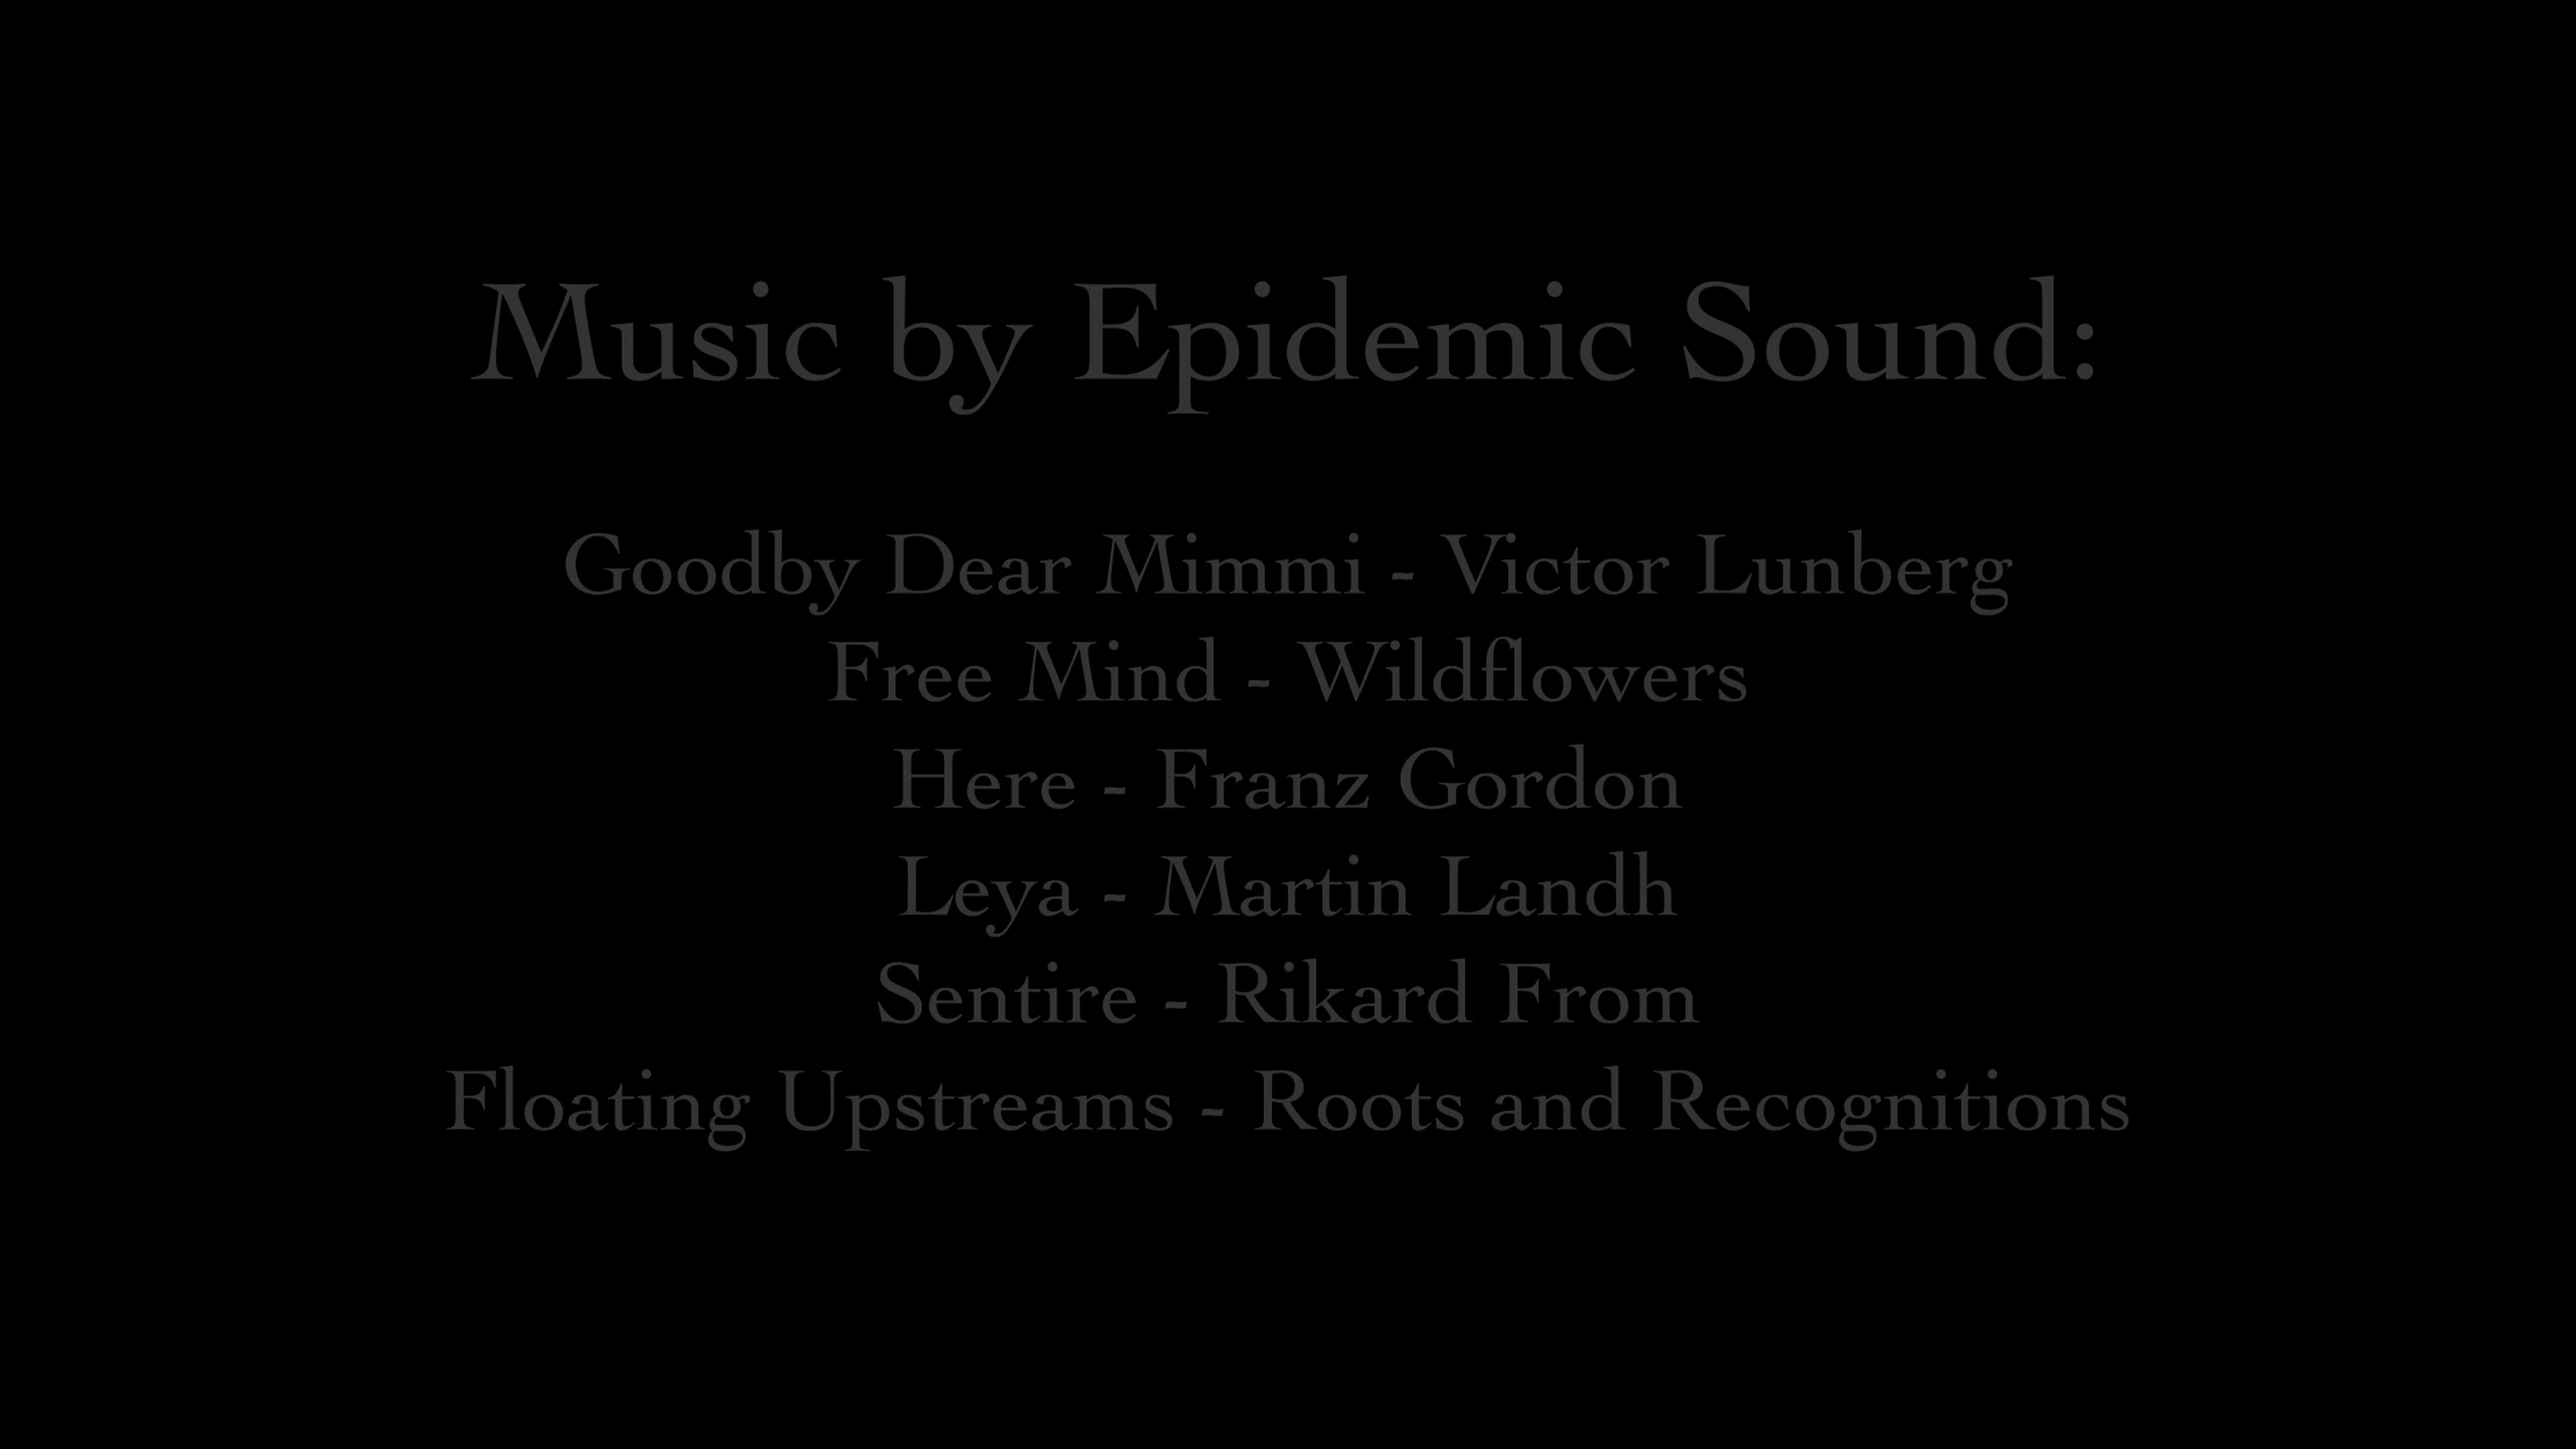 Music by Epidemic Sound:
Goodby Dear Mimmi - Victor Lunberg
Free Mind - Wildflowers
Here - Franz Gordon
Leya - Martin Landh
Sentire - Rikard From
Floating Upstreams - Roots and Recognitions